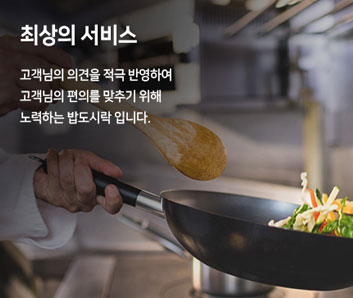 최상의 서비스
고객님의 의견을 적극 반영하여
고객님의 편의를 맞추기 위해
노력하는 밥도시락 입니다.